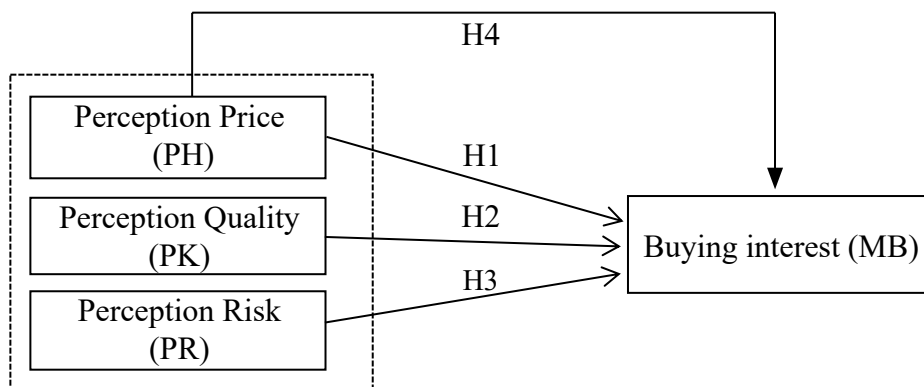 H4
Perception Price
(PH)
H1
Perception Quality
(PK)
H2
Buying interest (MB)
H3
Perception Risk
(PR)